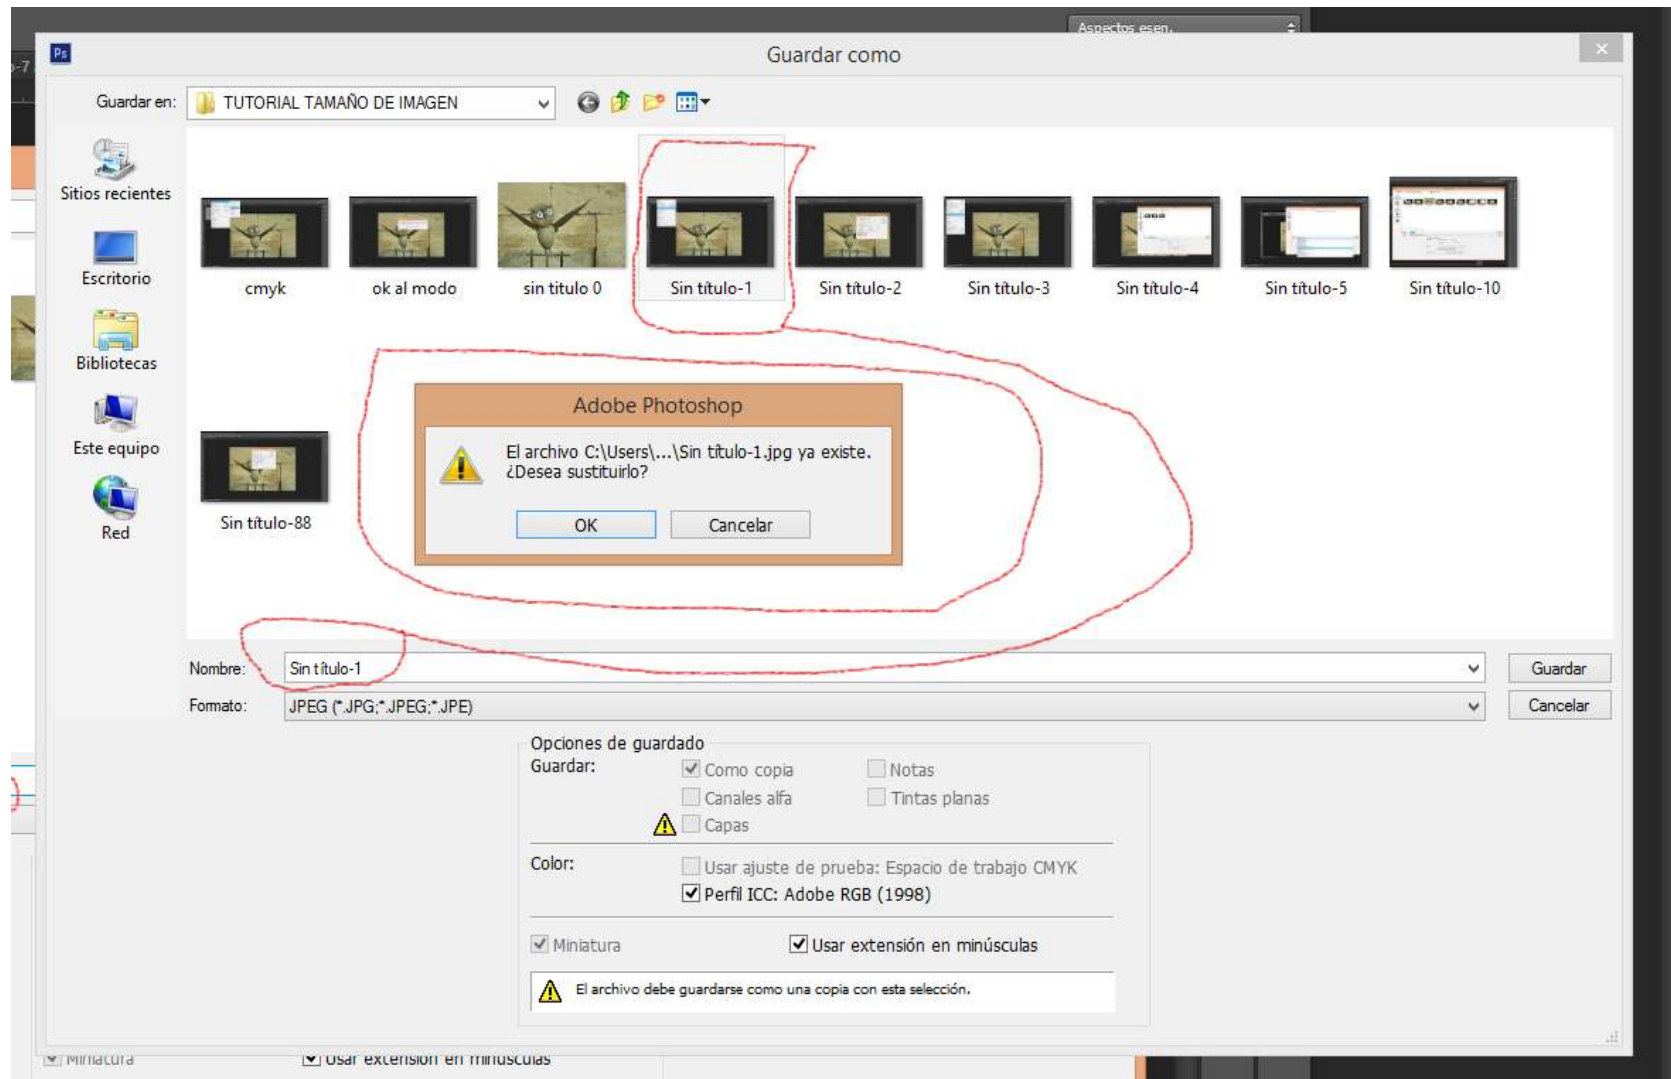 Aspectos esen.
Ps
Guardar como
o-7
Guardar en:
TUTORIAL TAMAÑO DE IMAGEN
Sitios recientes
Escritorio
Bibliotecas
Este equipo
Red
cmyk
ok al modo
sin titulo 0
Sin título-1
Sin título-2
Sin título-3
Sin título-4
Sin título-5
Sin título-10
Sin título-88
Adobe Photoshop
El archivo C:\Users\...\Sin título-1.jpg ya existe.
¿Desea sustituirlo?
OK
Cancelar
Nombre:
Sin título-1
Guardar
Formato:
JPEG (*.JPG;*.JPEG;*.JPE)
Cancelar
Opciones de guardado
Guardar:
Como copia
Notas
Canales alfa
Tintas planas
Capas
Color:
Usar ajuste de prueba: Espacio de trabajo CMYK
Perfil ICC: Adobe RGB (1998)
Miniatura
Usar extensión en minúsculas
El archivo debe guardarse como una copia con esta selección.
Miniatura
Usar extensión en minúsculas